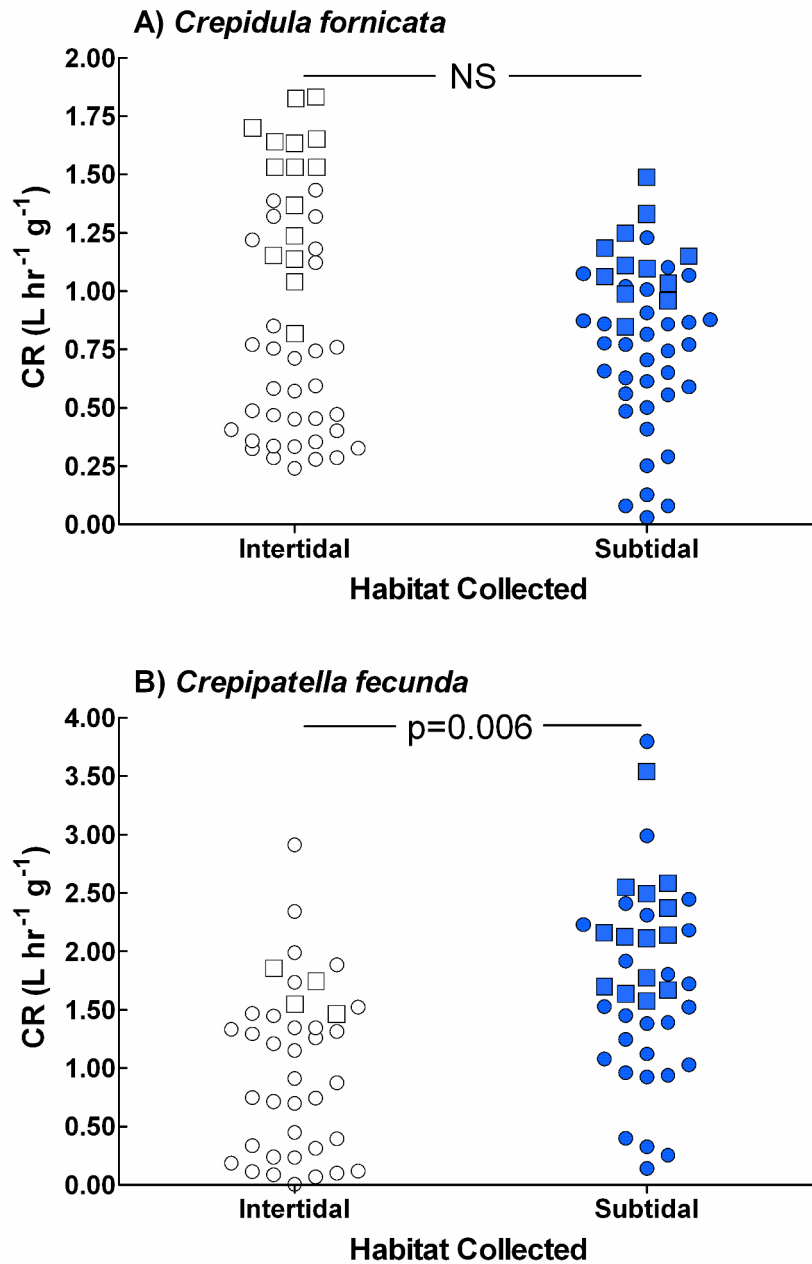 A) Crepidula fornicata
2.00
NS
1.75
1.50
1.25
1.00
0.75
0.50
0.25
0.00
CR (L hr⁻¹ g⁻¹)
Intertidal Subtidal
Habitat Collected
B) Crepipatella fecunda
4.00
p=0.006
3.50
3.00
2.50
2.00
1.50
1.00
0.50
0.00
CR (L hr⁻¹ g⁻¹)
Intertidal Subtidal
Habitat Collected